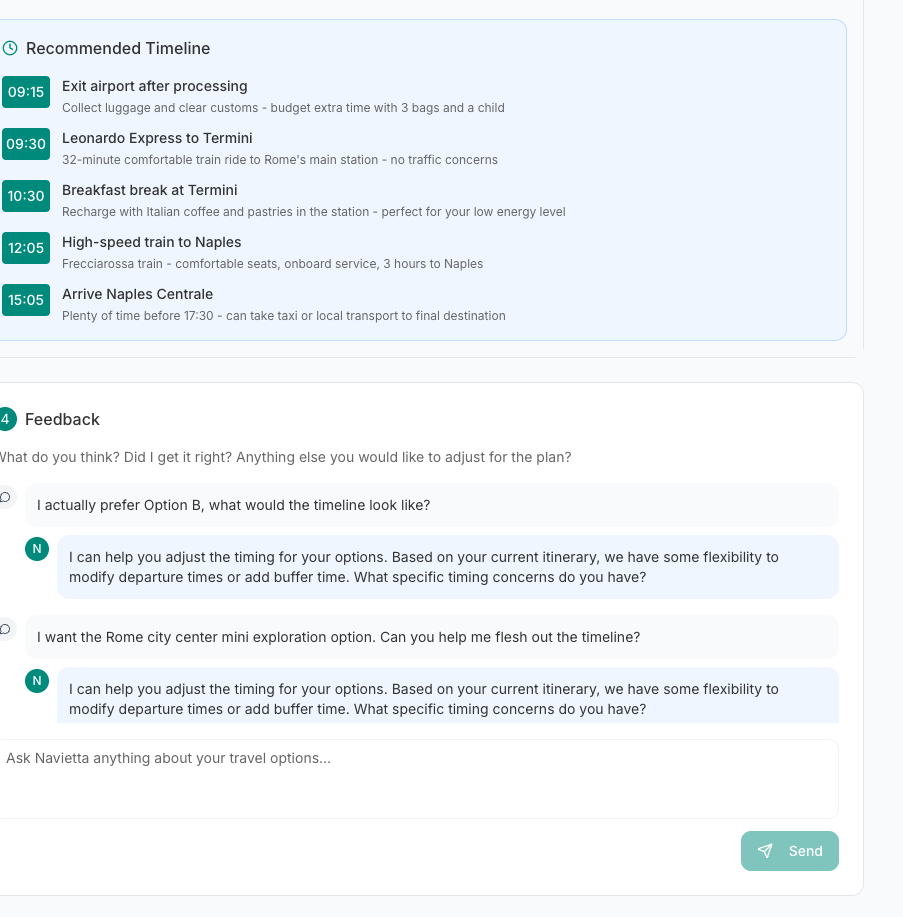 Recommended Timeline
09:15
Exit airport after processing
Collect luggage and clear customs - budget extra time with 3 bags and a child
09:30
Leonardo Express to Termini
32-minute comfortable train ride to Rome's main station - no traffic concerns
10:30
Breakfast break at Termini
Recharge with Italian coffee and pastries in the station - perfect for your low energy level
12:05
High-speed train to Naples
Frecciarossa train - comfortable seats, onboard service, 3 hours to Naples
15:05
Arrive Naples Centrale
Plenty of time before 17:30 - can take taxi or local transport to final destination
4
Feedback
What do you think? Did I get it right? Anything else you would like to adjust for the plan?
I actually prefer Option B, what would the timeline look like?
N
I can help you adjust the timing for your options. Based on your current itinerary, we have some flexibility to
modify departure times or add buffer time. What specific timing concerns do you have?
I want the Rome city center mini exploration option. Can you help me flesh out the timeline?
N
I can help you adjust the timing for your options. Based on your current itinerary, we have some flexibility to
modify departure times or add buffer time. What specific timing concerns do you have?
Ask Navietta anything about your travel options...
Send